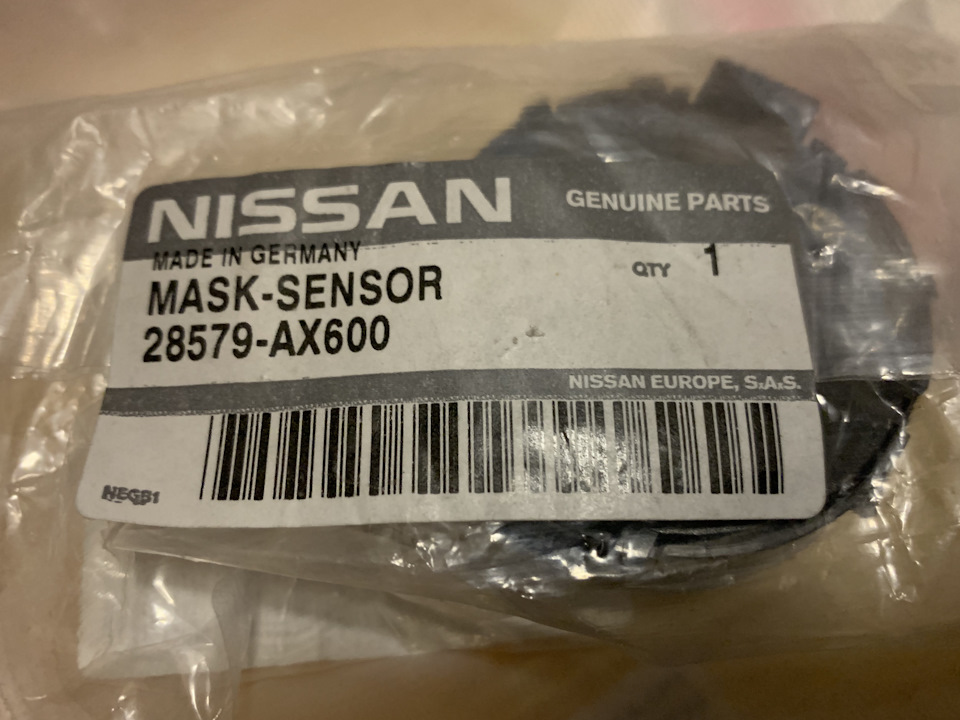 NISSAN GENUINE PARTS
MADE IN GERMANY
MASK-SENSOR QTY 1
28579-AX600
NISSAN EUROPE, S.A.S.
NEGB1